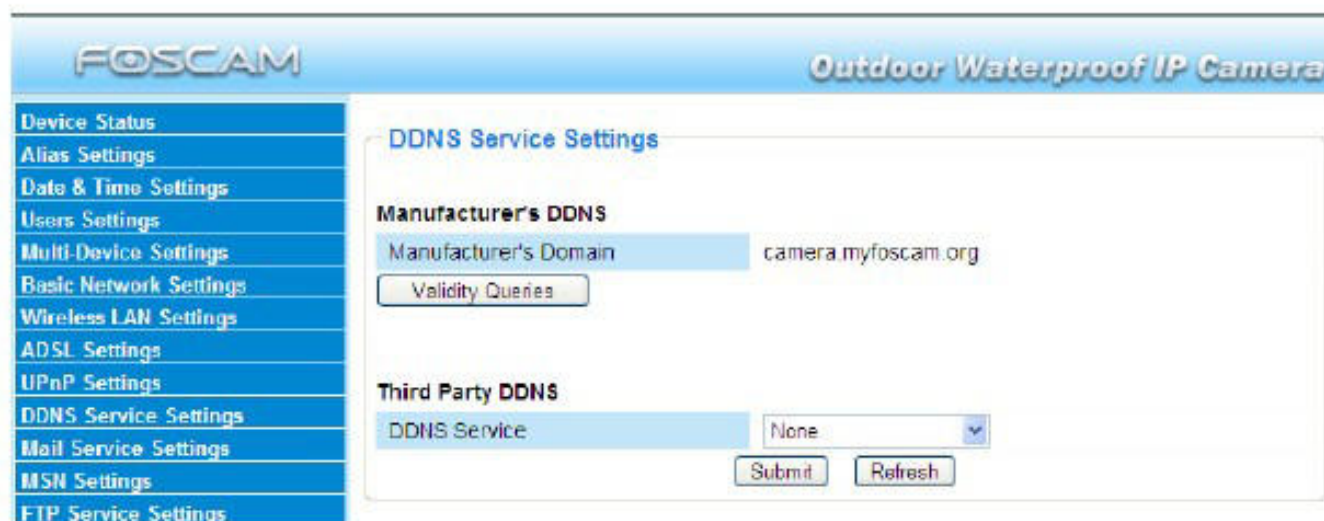 FOSCAM
Outdoor Waterproof IP Camera
Device Status
Alias Settings
Date & Time Settings
Users Settings
Multi-Device Settings
Basic Network Settings
Wireless LAN Settings
ADSL Settings
UPnP Settings
DDNS Service Settings
Mail Service Settings
MSN Settings
FTP Service Settings
DDNS Service Settings
Manufacturer's DDNS
Manufacturer's Domain camera.myfoscam.org
Validity Queries
Third Party DDNS
DDNS Service None
Submit Refresh